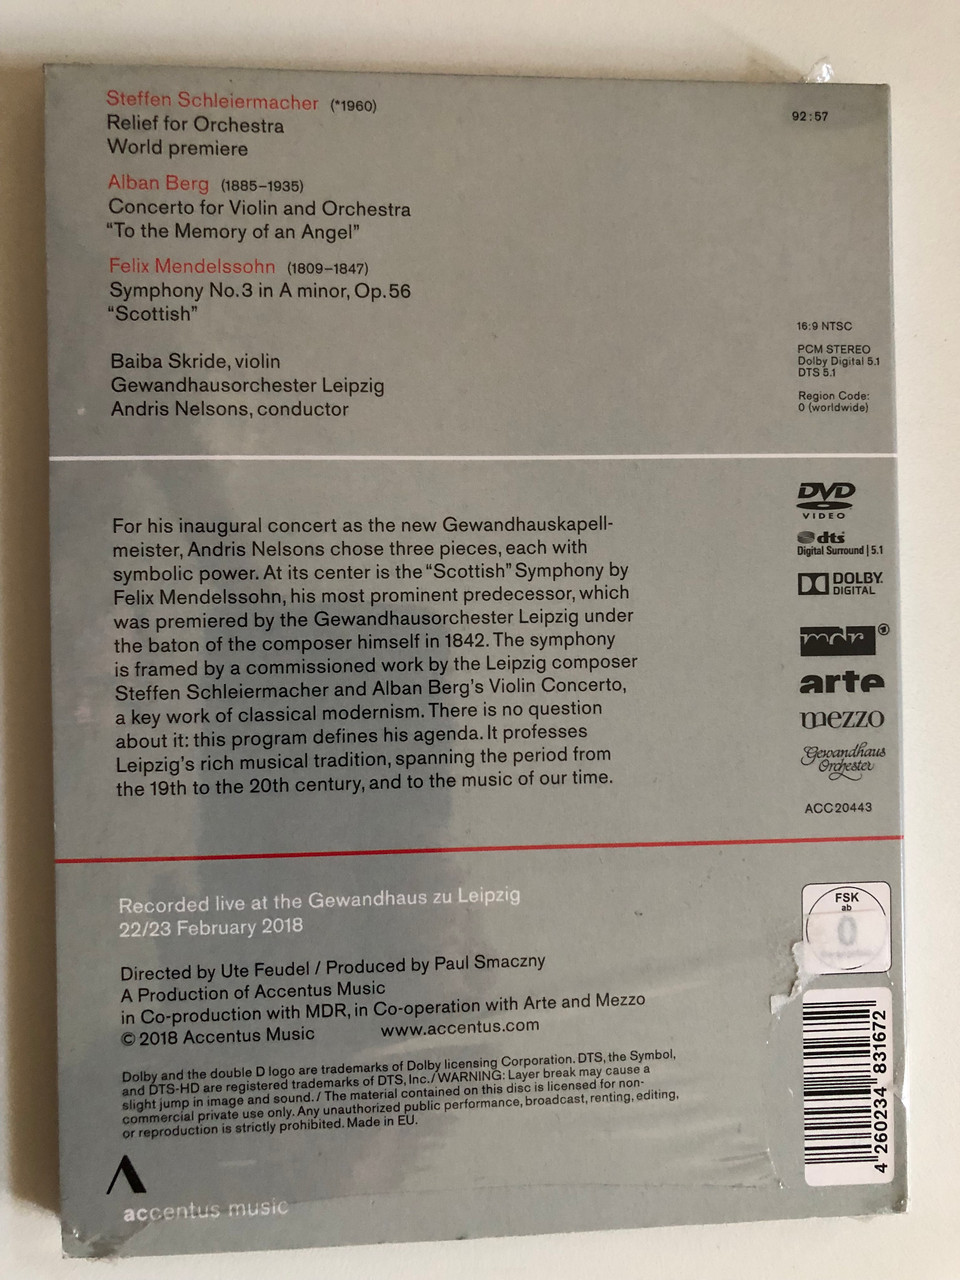 Steffen Schleiermacher (*1960)
Relief for Orchestra
World premiere
Alban Berg (1885–1935)
Concerto for Violin and Orchestra
“To the Memory of an Angel”
Felix Mendelssohn (1809–1847)
Symphony No. 3 in A minor, Op. 56
“Scottish”
Baiba Skride, violin
Gewandhausorchester Leipzig
Andris Nelsons, conductor
92:57
16:9 NTSC
PCM STEREO
Dolby Digital 5.1
DTS 5.1
Region Code:
0 (worldwide)
For his inaugural concert as the new Gewandhauskapell-
meister, Andris Nelsons chose three pieces, each with
symbolic power. At its center is the “Scottish” Symphony by
Felix Mendelssohn, his most prominent predecessor, which
was premiered by the Gewandhausorchester Leipzig under
the baton of the composer himself in 1842. The symphony
is framed by a commissioned work by the Leipzig composer
Steffen Schleiermacher and Alban Berg’s Violin Concerto,
a key work of classical modernism. There is no question
about it: this program defines his agenda. It professes
Leipzig’s rich musical tradition, spanning the period from
the 19th to the 20th century, and to the music of our time.
DVD
VIDEO
dts
Digital Surround | 5.1
DOLBY
DIGITAL
mdr
arte
mezzo
Gewandhaus
Orchester
ACC20443
Recorded live at the Gewandhaus zu Leipzig
22/23 February 2018
Directed by Ute Feudel / Produced by Paul Smaczny
A Production of Accentus Music
in Co-production with MDR, in Co-operation with Arte and Mezzo
© 2018 Accentus Music www.accentus.com
Dolby and the double D logo are trademarks of Dolby licensing Corporation. DTS, the Symbol,
and DTS-HD are registered trademarks of DTS, Inc./WARNING: Layer break may cause a
slight jump in image and sound. / The material contained on this disc is licensed for non-
commercial private use only. Any unauthorized public performance, broadcast, renting, editing,
or reproduction is strictly prohibited. Made in EU.
accentus music
FSK
ab
0
4 260234 831672